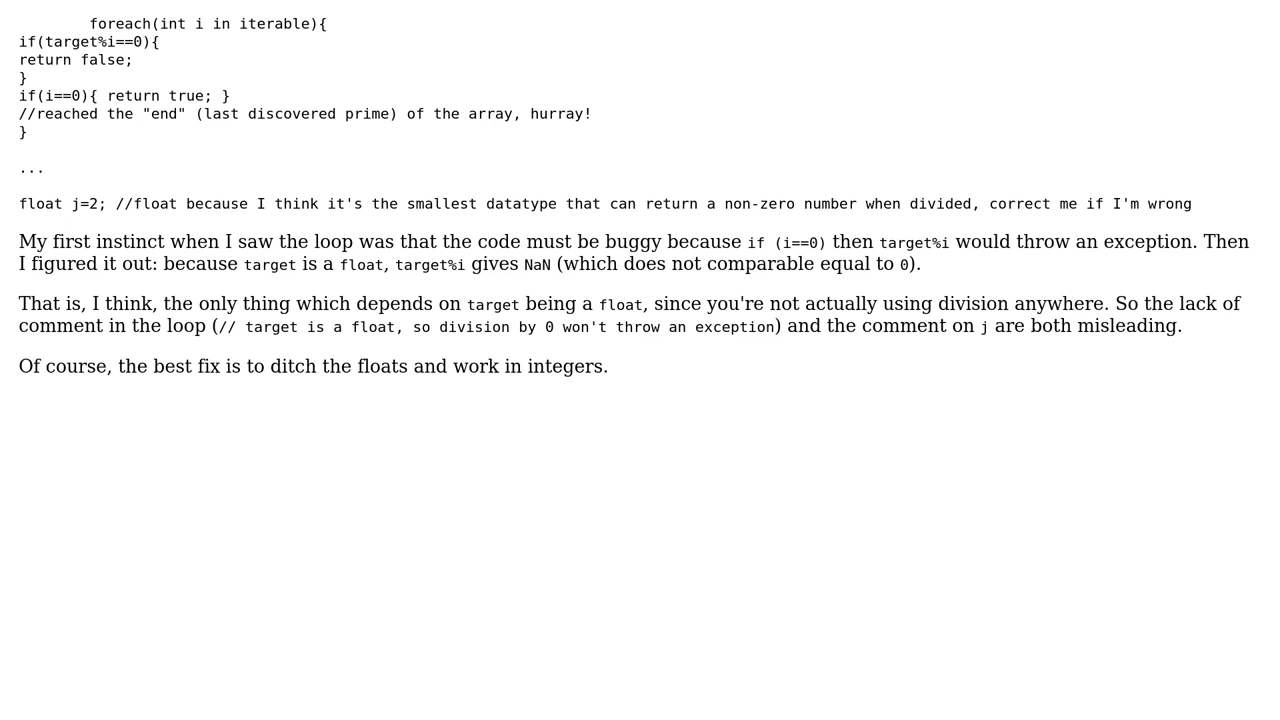 foreach(int i in iterable){
if(target%i==0){
return false;
}
if(i==0){ return true; }
//reached the "end" (last discovered prime) of the array, hurray!
}
...
float j=2; //float because I think it's the smallest datatype that can return a non-zero number when divided, correct me if I'm wrong
My first instinct when I saw the loop was that the code must be buggy because if (i==0) then target%i would throw an exception. Then
I figured it out: because target is a float, target%i gives NaN (which does not comparable equal to 0).
That is, I think, the only thing which depends on target being a float, since you're not actually using division anywhere. So the lack of
comment in the loop (// target is a float, so division by 0 won't throw an exception) and the comment on j are both misleading.
Of course, the best fix is to ditch the floats and work in integers.